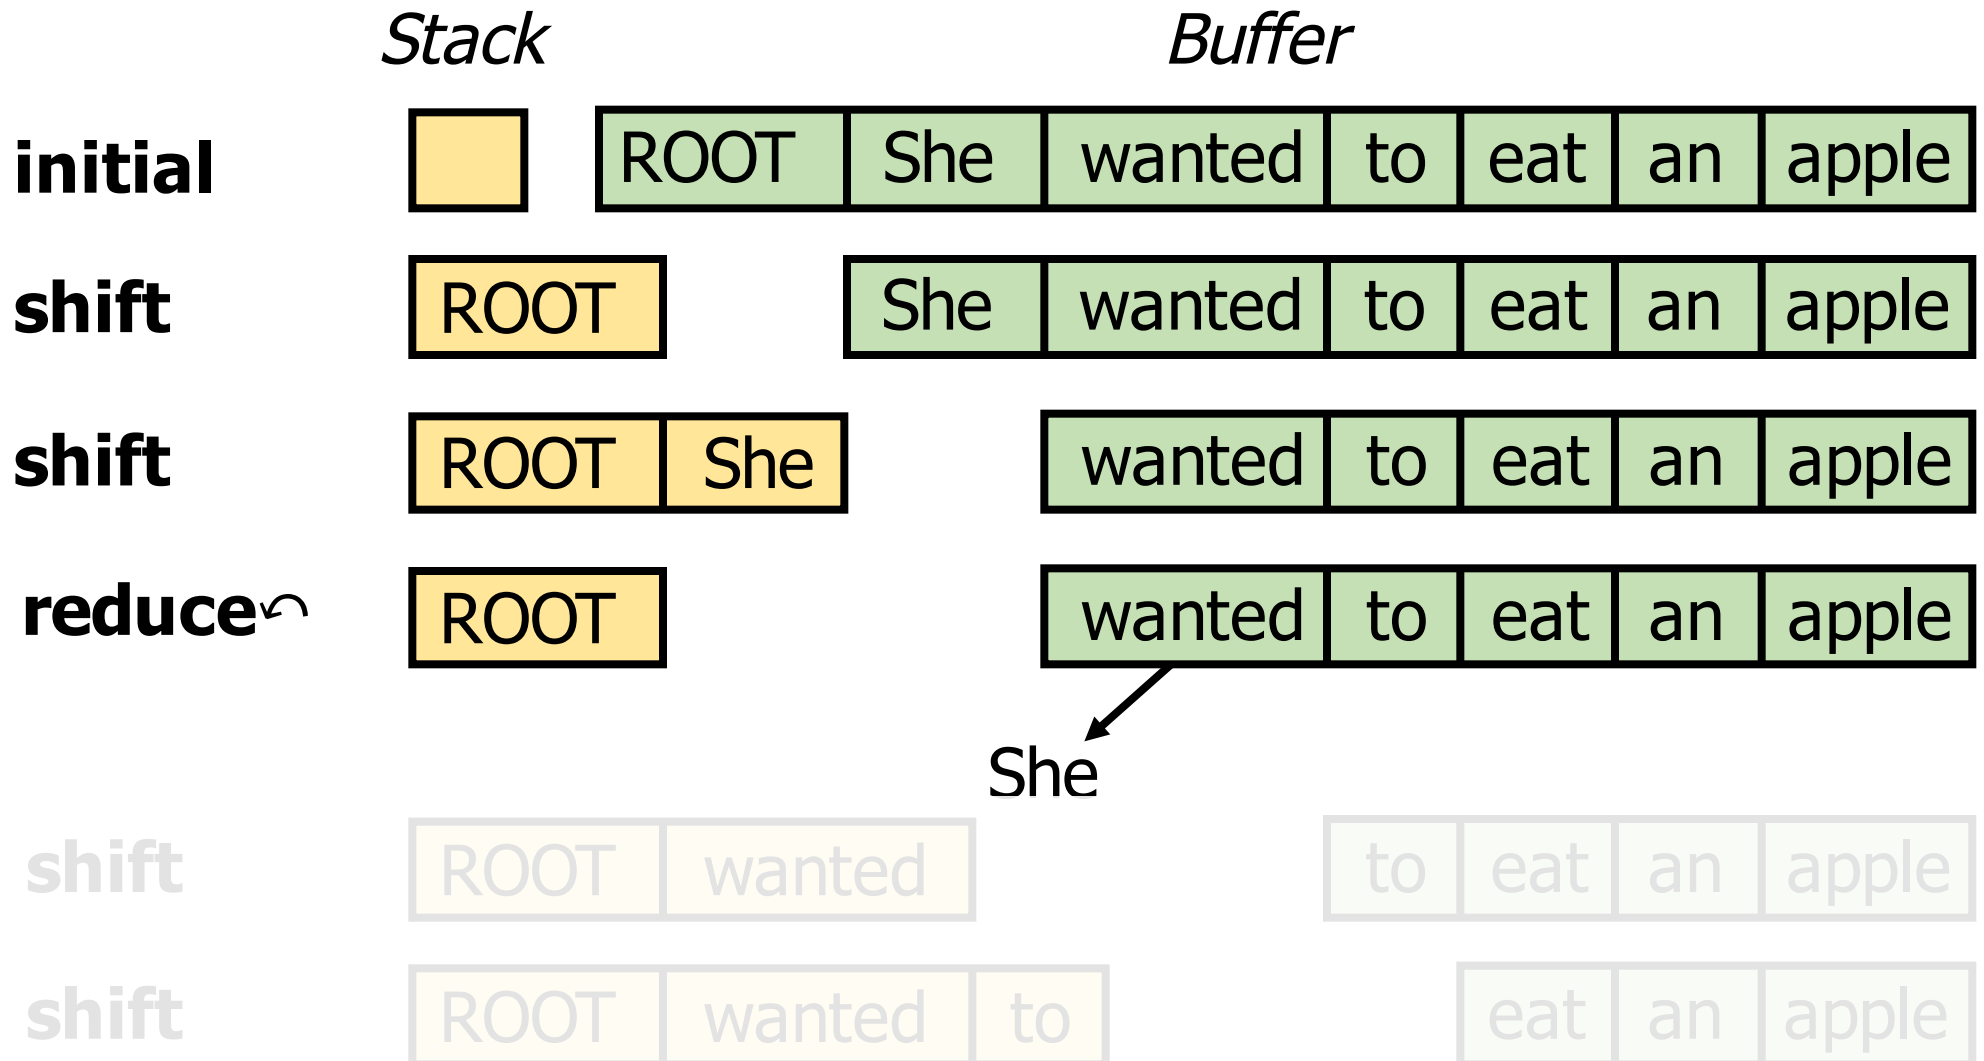 Stack Buffer
initial ROOT She wanted to eat an apple
shift ROOT She wanted to eat an apple
shift ROOT She wanted to eat an apple
reduce↶ ROOT wanted to eat an apple
She
shift ROOT wanted to eat an apple
shift ROOT wanted to eat an apple